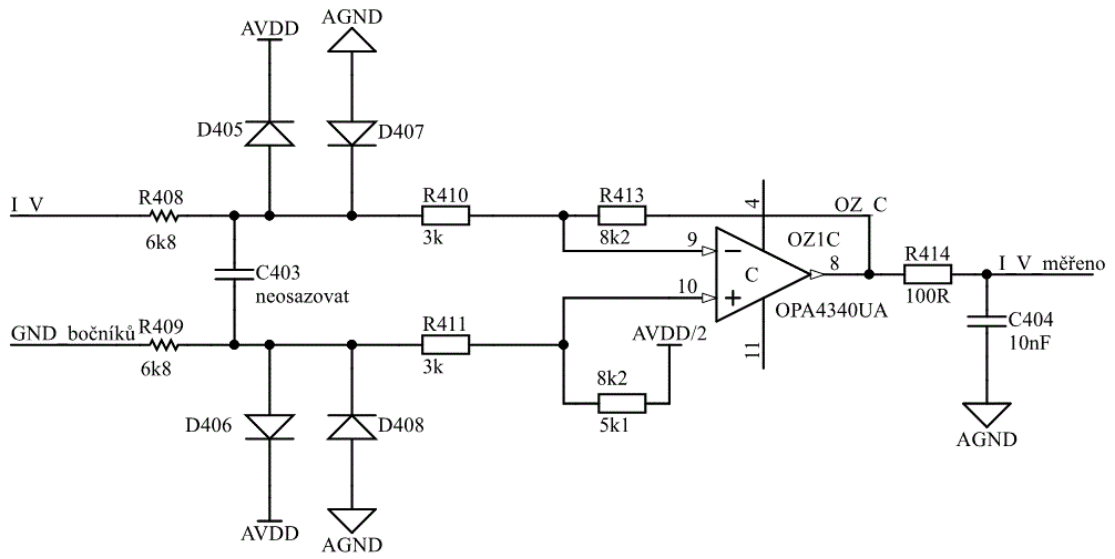 AVDD
AGND
D405
D407
I_V
R408
6k8
R410
3k
R413
8k2
4
OZ_C
OZ1C
9
C
8
10
OPA4340UA
11
R414
100R
I_V_měřeno
C403
neosazovat
C404
10nF
AGND
GND_bočníků
R409
6k8
R411
3k
AVDD/2
8k2
5k1
D406
D408
AVDD
AGND